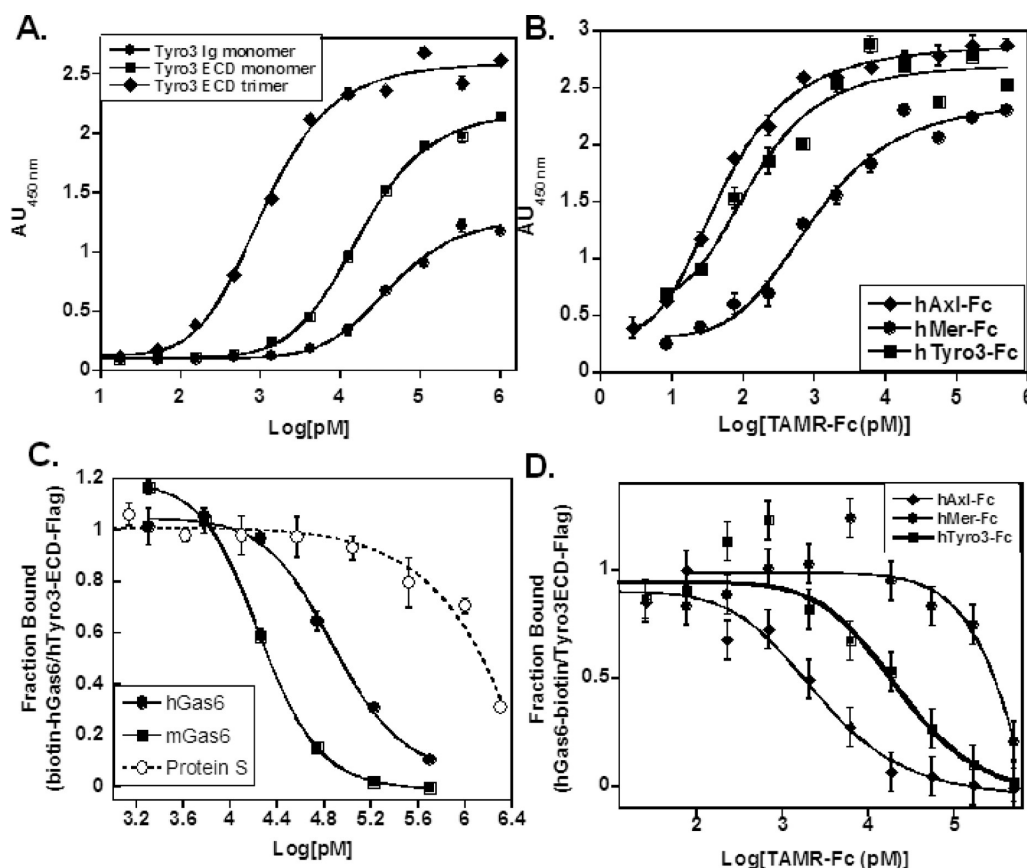 A.
Tyro3 Ig monomer
Tyro3 ECD monomer
Tyro3 ECD trimer
AU450 nm
2.5
2
1.5
1
0.5
0
1 2 3 4 5 6
Log[pM]
B.
AU450 nm
3
2.5
2
1.5
1
0.5
0
hAxl-Fc
hMer-Fc
hTyro3-Fc
0 1 2 3 4 5 6
Log[TAMR-Fc(pM)]
C.
Fraction Bound
(biotin-hGas6/hTyro3-ECD-Flag)
1.2
1
0.8
0.6
0.4
0.2
0
hGas6
mGas6
Protein S
3.2 3.6 4 4.4 4.8 5.2 5.6 6 6.4
Log[pM]
D.
Fraction Bound
(hGas6-biotin/Tyro3ECD-Flag)
1
0.5
0
hAxl-Fc
hMer-Fc
hTyro3-Fc
2 3 4 5
Log[TAMR-Fc (pM)]